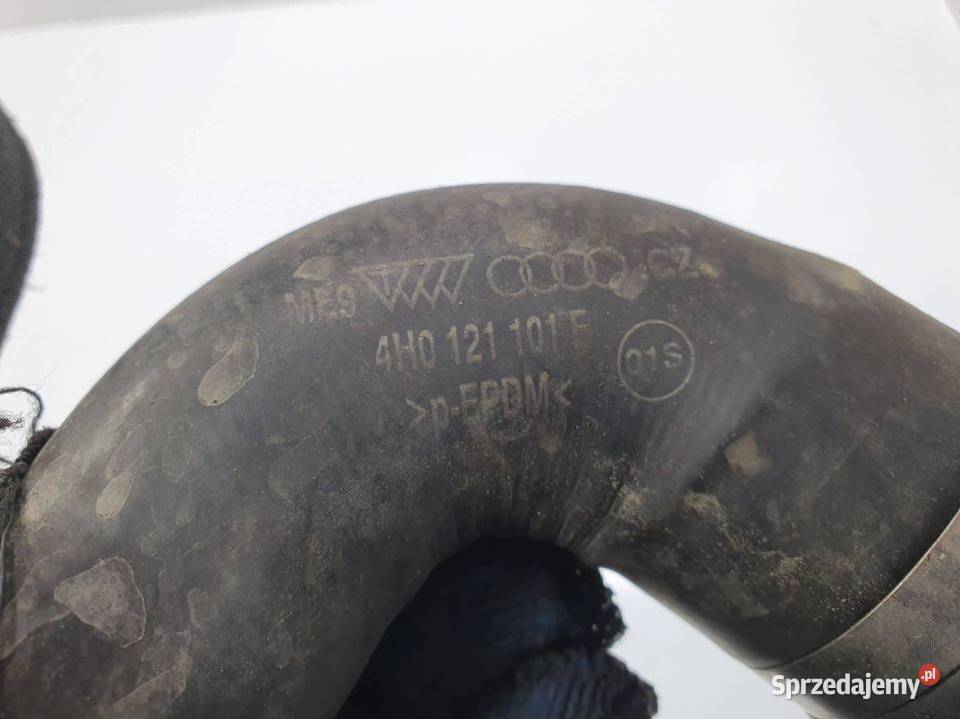 ME9 CZ
4H0 121 101 E
>p-EPDM<
01S
Sprzedajemy.pl